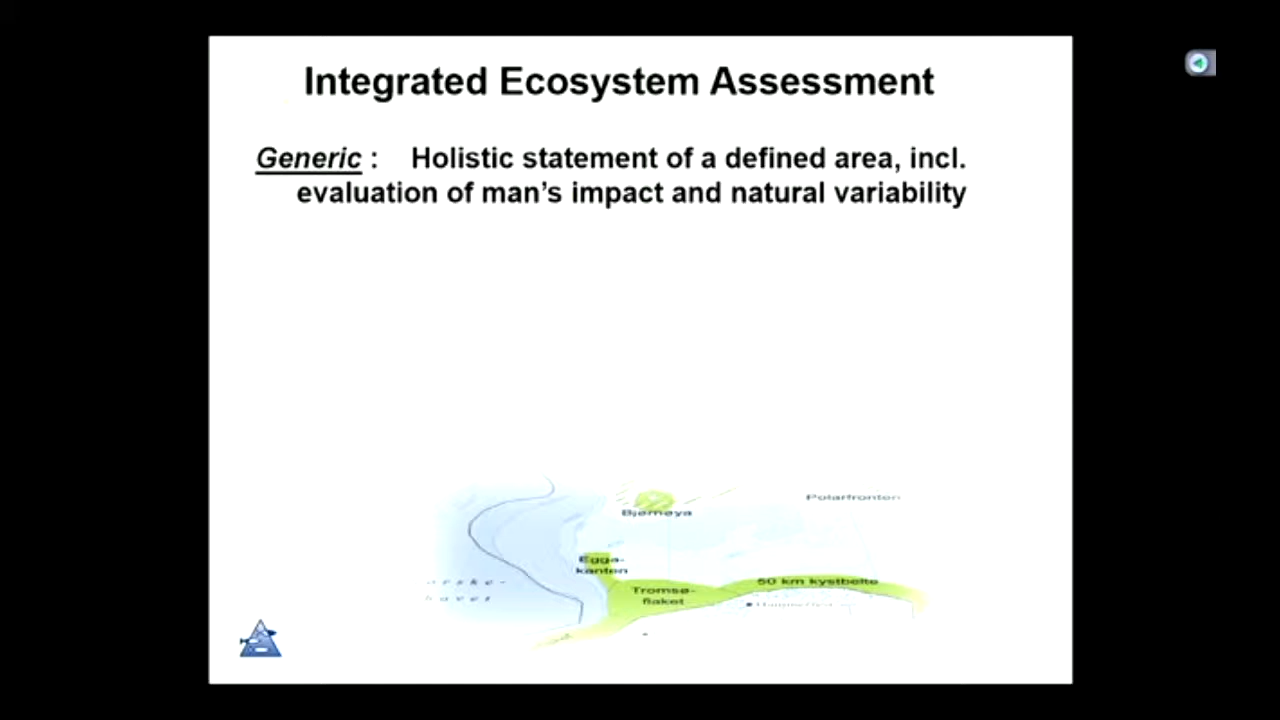 Integrated Ecosystem Assessment
Generic : Holistic statement of a defined area, incl.
evaluation of man's impact and natural variability
Polarfronten
Bjørnøya
Egga-
kanten
50 km kystbelte
Tromsø-
flaket
Hammerfest